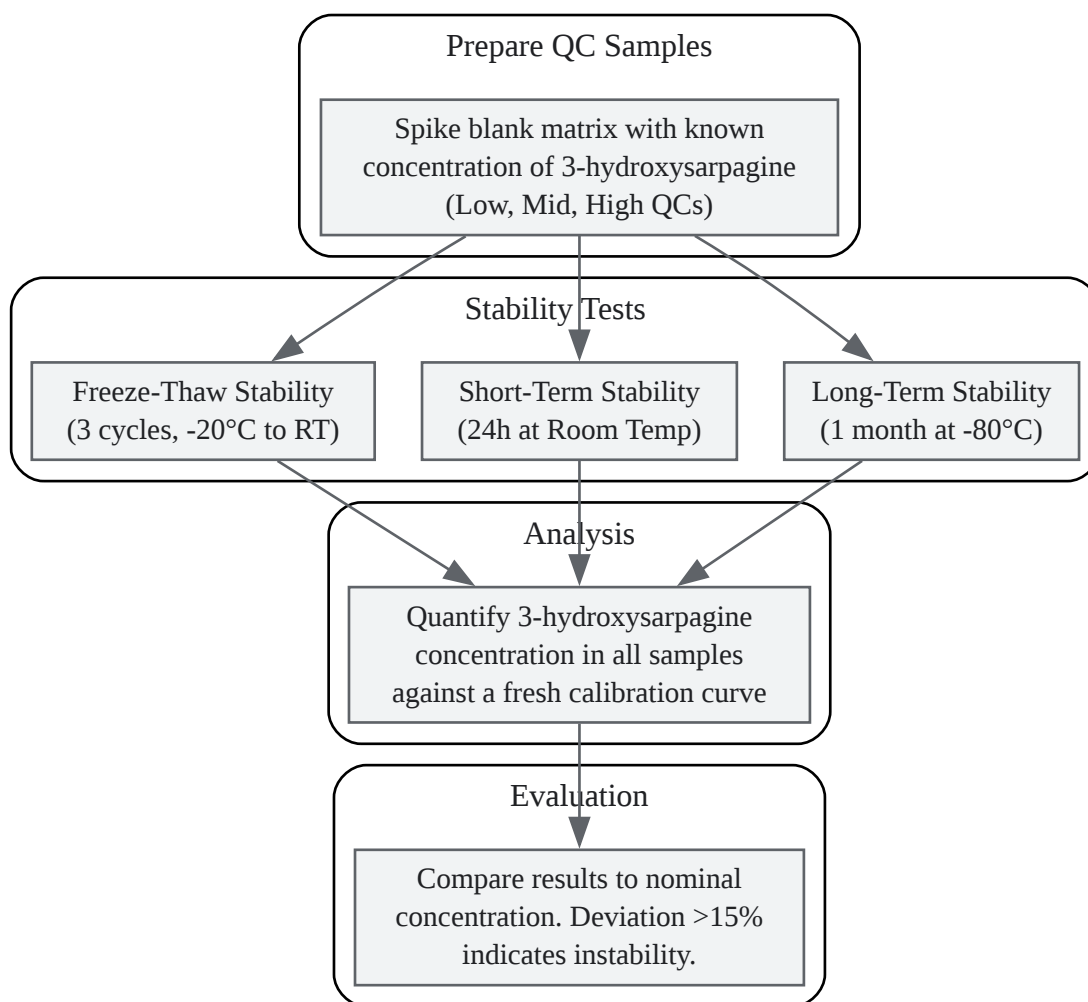 Prepare QC Samples
Spike blank matrix with known
concentration of 3-hydroxysarpagine
(Low, Mid, High QCs)
Stability Tests
Freeze-Thaw Stability
(3 cycles, -20°C to RT)
Short-Term Stability
(24h at Room Temp)
Long-Term Stability
(1 month at -80°C)
Analysis
Quantify 3-hydroxysarpagine
concentration in all samples
against a fresh calibration curve
Evaluation
Compare results to nominal
concentration. Deviation >15%
indicates instability.